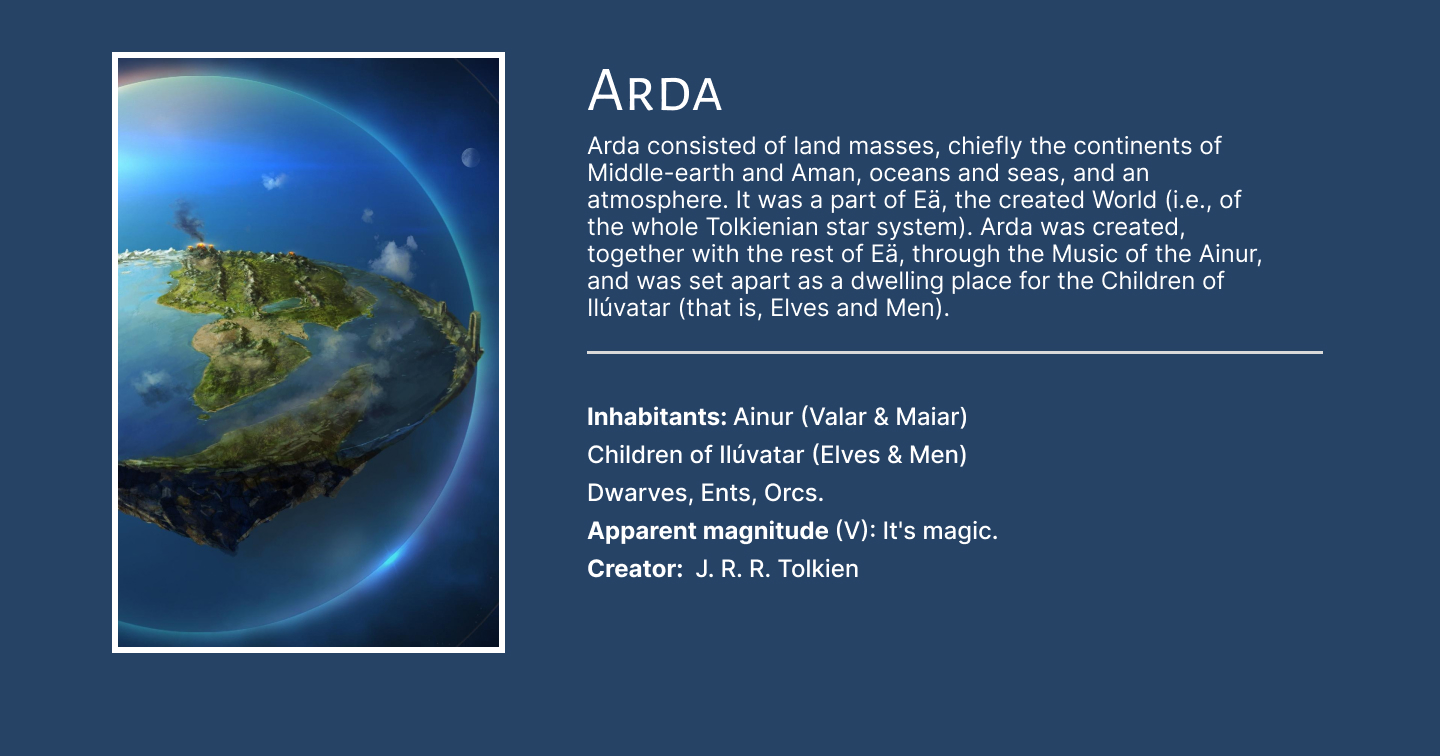 ARDA
Arda consisted of land masses, chiefly the continents of
Middle-earth and Aman, oceans and seas, and an
atmosphere. It was a part of Eä, the created World (i.e., of
the whole Tolkienian star system). Arda was created,
together with the rest of Eä, through the Music of the Ainur,
and was set apart as a dwelling place for the Children of
Ilúvatar (that is, Elves and Men).
Inhabitants: Ainur (Valar & Maiar)
Children of Ilúvatar (Elves & Men)
Dwarves, Ents, Orcs.
Apparent magnitude (V): It's magic.
Creator: J. R. R. Tolkien